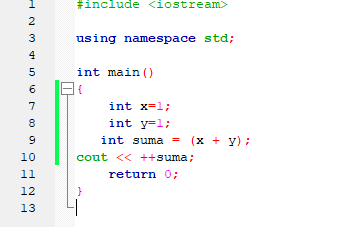 1 #include <iostream>
2
3 using namespace std;
4
5 int main()
6 {
7 int x=1;
8 int y=1;
9 int suma = (x + y);
10 cout << ++suma;
11 return 0;
12 }
13